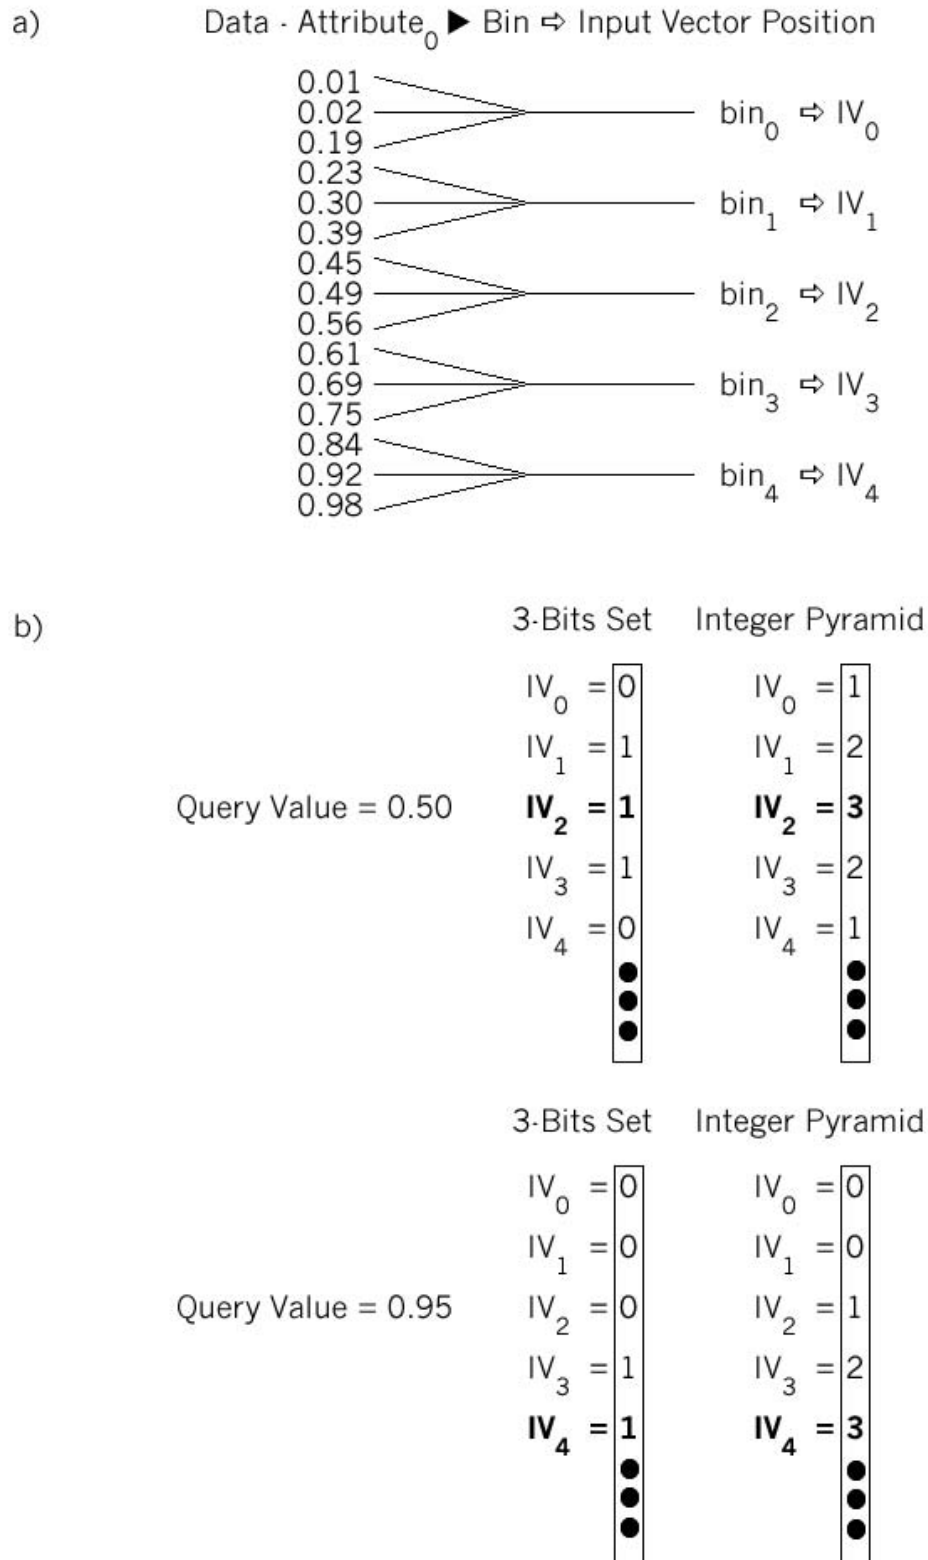 a) Data - Attribute0 ▶ Bin ⇨ Input Vector Position
0.01
0.02 bin0 ⇨ IV0
0.19
0.23
0.30 bin1 ⇨ IV1
0.39
0.45
0.49 bin2 ⇨ IV2
0.56
0.61
0.69 bin3 ⇨ IV3
0.75
0.84
0.92 bin4 ⇨ IV4
0.98
b) 3-Bits Set Integer Pyramid
IV0 = 0 IV0 = 1
IV1 = 1 IV1 = 2
Query Value = 0.50 IV2 = 1 IV2 = 3
IV3 = 1 IV3 = 2
IV4 = 0 IV4 = 1
3-Bits Set Integer Pyramid
IV0 = 0 IV0 = 0
IV1 = 0 IV1 = 0
Query Value = 0.95 IV2 = 0 IV2 = 1
IV3 = 1 IV3 = 2
IV4 = 1 IV4 = 3